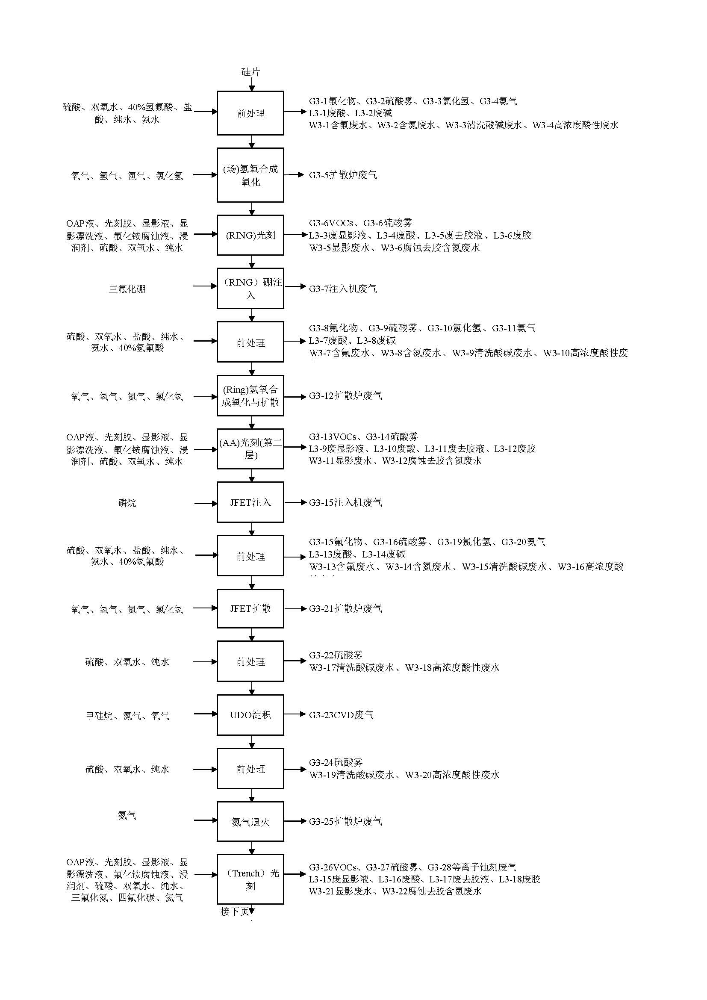 硅片
硫酸、双氧水、40%氢氟酸、盐
酸、纯水、氨水
前处理
G3-1氟化物、G3-2硫酸雾、G3-3氯化氢、G3-4氨气
L3-1废酸、L3-2废碱
W3-1含氟废水、W3-2含氮废水、W3-3清洗酸碱废水、W3-4高浓度酸性废水
氧气、氢气、氮气、氯化氢
(场)氢氧合成
氧化
G3-5扩散炉废气
OAP液、光刻胶、显影液、显
影漂洗液、氟化铵腐蚀液、浸
润剂、硫酸、双氧水、纯水
(RING)光刻
G3-6VOCs、G3-6硫酸雾
L3-3废显影液、L3-4废酸、L3-5废去胶液、L3-6废胶
W3-5显影废水、W3-6腐蚀去胶含氮废水
三氟化硼
（RING）硼注
入
G3-7注入机废气
硫酸、双氧水、盐酸、纯水、
氨水、40%氢氟酸
前处理
G3-8氟化物、G3-9硫酸雾、G3-10氯化氢、G3-11氨气
L3-7废酸、L3-8废碱
W3-7含氟废水、W3-8含氮废水、W3-9清洗酸碱废水、W3-10高浓度酸性废
氧气、氢气、氮气、氯化氢
(Ring)氢氧合
成氧化与扩散
G3-12扩散炉废气
OAP液、光刻胶、显影液、显
影漂洗液、氟化铵腐蚀液、浸
润剂、硫酸、双氧水、纯水
(AA)光刻(第二
层)
G3-13VOCs、G3-14硫酸雾
L3-9废显影液、L3-10废酸、L3-11废去胶液、L3-12废胶
W3-11显影废水、W3-12腐蚀去胶含氮废水
磷烷
JFET注入
G3-15注入机废气
硫酸、双氧水、盐酸、纯水、
氨水、40%氢氟酸
前处理
G3-15氟化物、G3-16硫酸雾、G3-19氯化氢、G3-20氨气
L3-13废酸、L3-14废碱
W3-13含氟废水、W3-14含氮废水、W3-15清洗酸碱废水、W3-16高浓度酸
氧气、氢气、氮气、氯化氢
JFET扩散
G3-21扩散炉废气
硫酸、双氧水、纯水
前处理
G3-22硫酸雾
W3-17清洗酸碱废水、W3-18高浓度酸性废水
甲硅烷、氮气、氧气
UDO淀积
G3-23CVD废气
硫酸、双氧水、纯水
前处理
G3-24硫酸雾
W3-19清洗酸碱废水、W3-20高浓度酸性废水
氮气
氮气退火
G3-25扩散炉废气
OAP液、光刻胶、显影液、显
影漂洗液、氟化铵腐蚀液、浸
润剂、硫酸、双氧水、纯水、
三氟化氮、四氟化碳、氦气
（Trench）光
刻
G3-26VOCs、G3-27硫酸雾、G3-28等离子蚀刻废气
L3-15废显影液、L3-16废酸、L3-17废去胶液、L3-18废胶
W3-21显影废水、W3-22腐蚀去胶含氮废水
接下页